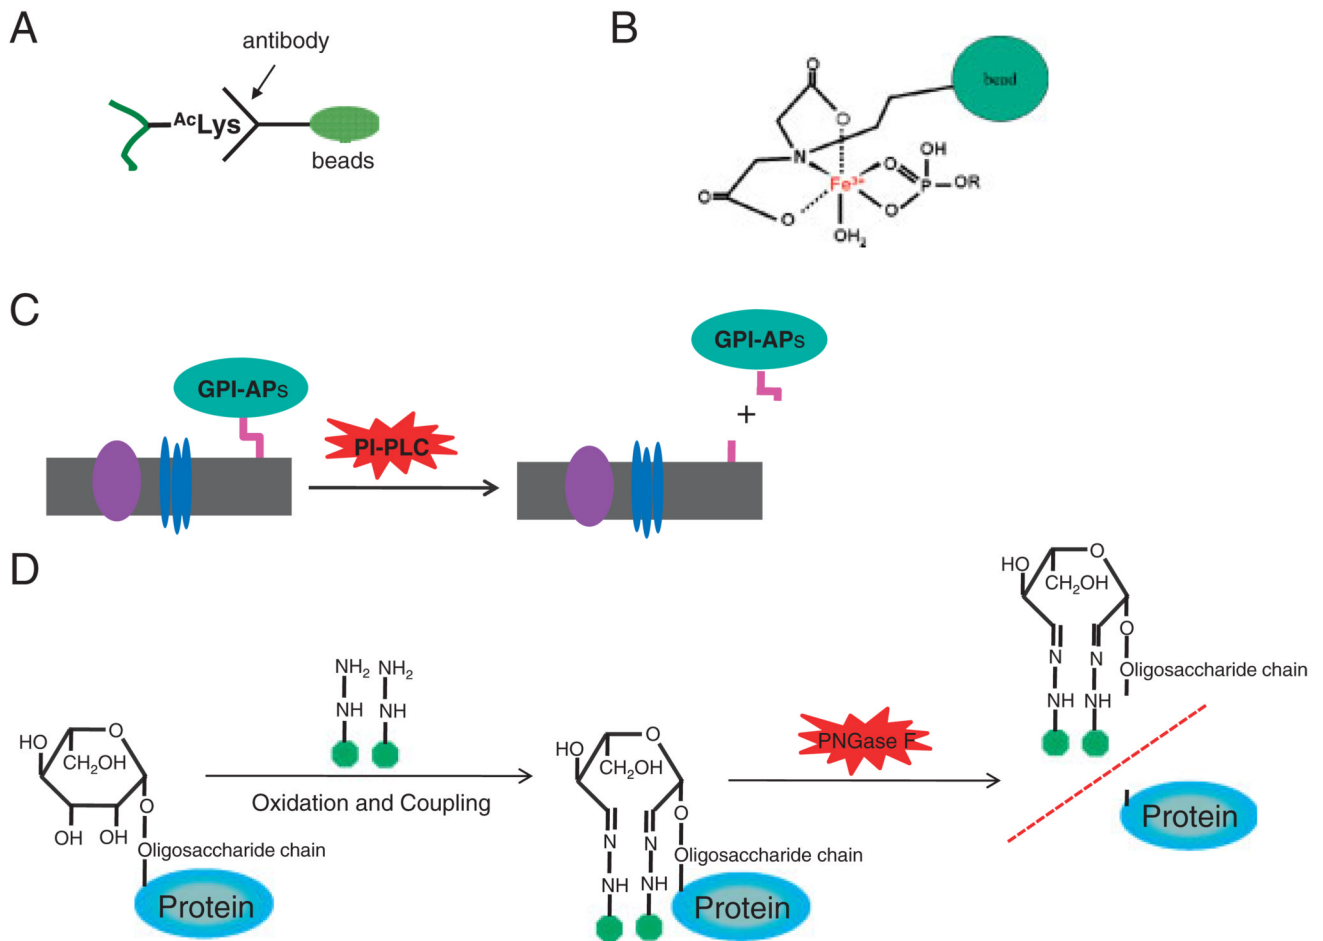 A
antibody
AcLys
beads
B
O
O
bead
N
O
OH
Fe3+
P
OR
O
O
O
OH2
C
GPI-APs
PI-PLC
GPI-APs
+
D
HO
O
CH2OH
OH
OH
O
Oligosaccharide chain
Protein
NH2
NH2
NH
NH
Oxidation and Coupling
HO
O
CH2OH
O
N
N
Oligosaccharide chain
NH
NH
Protein
PNGase F
HO
O
CH2OH
O
N
N
Oligosaccharide chain
NH
NH
Protein